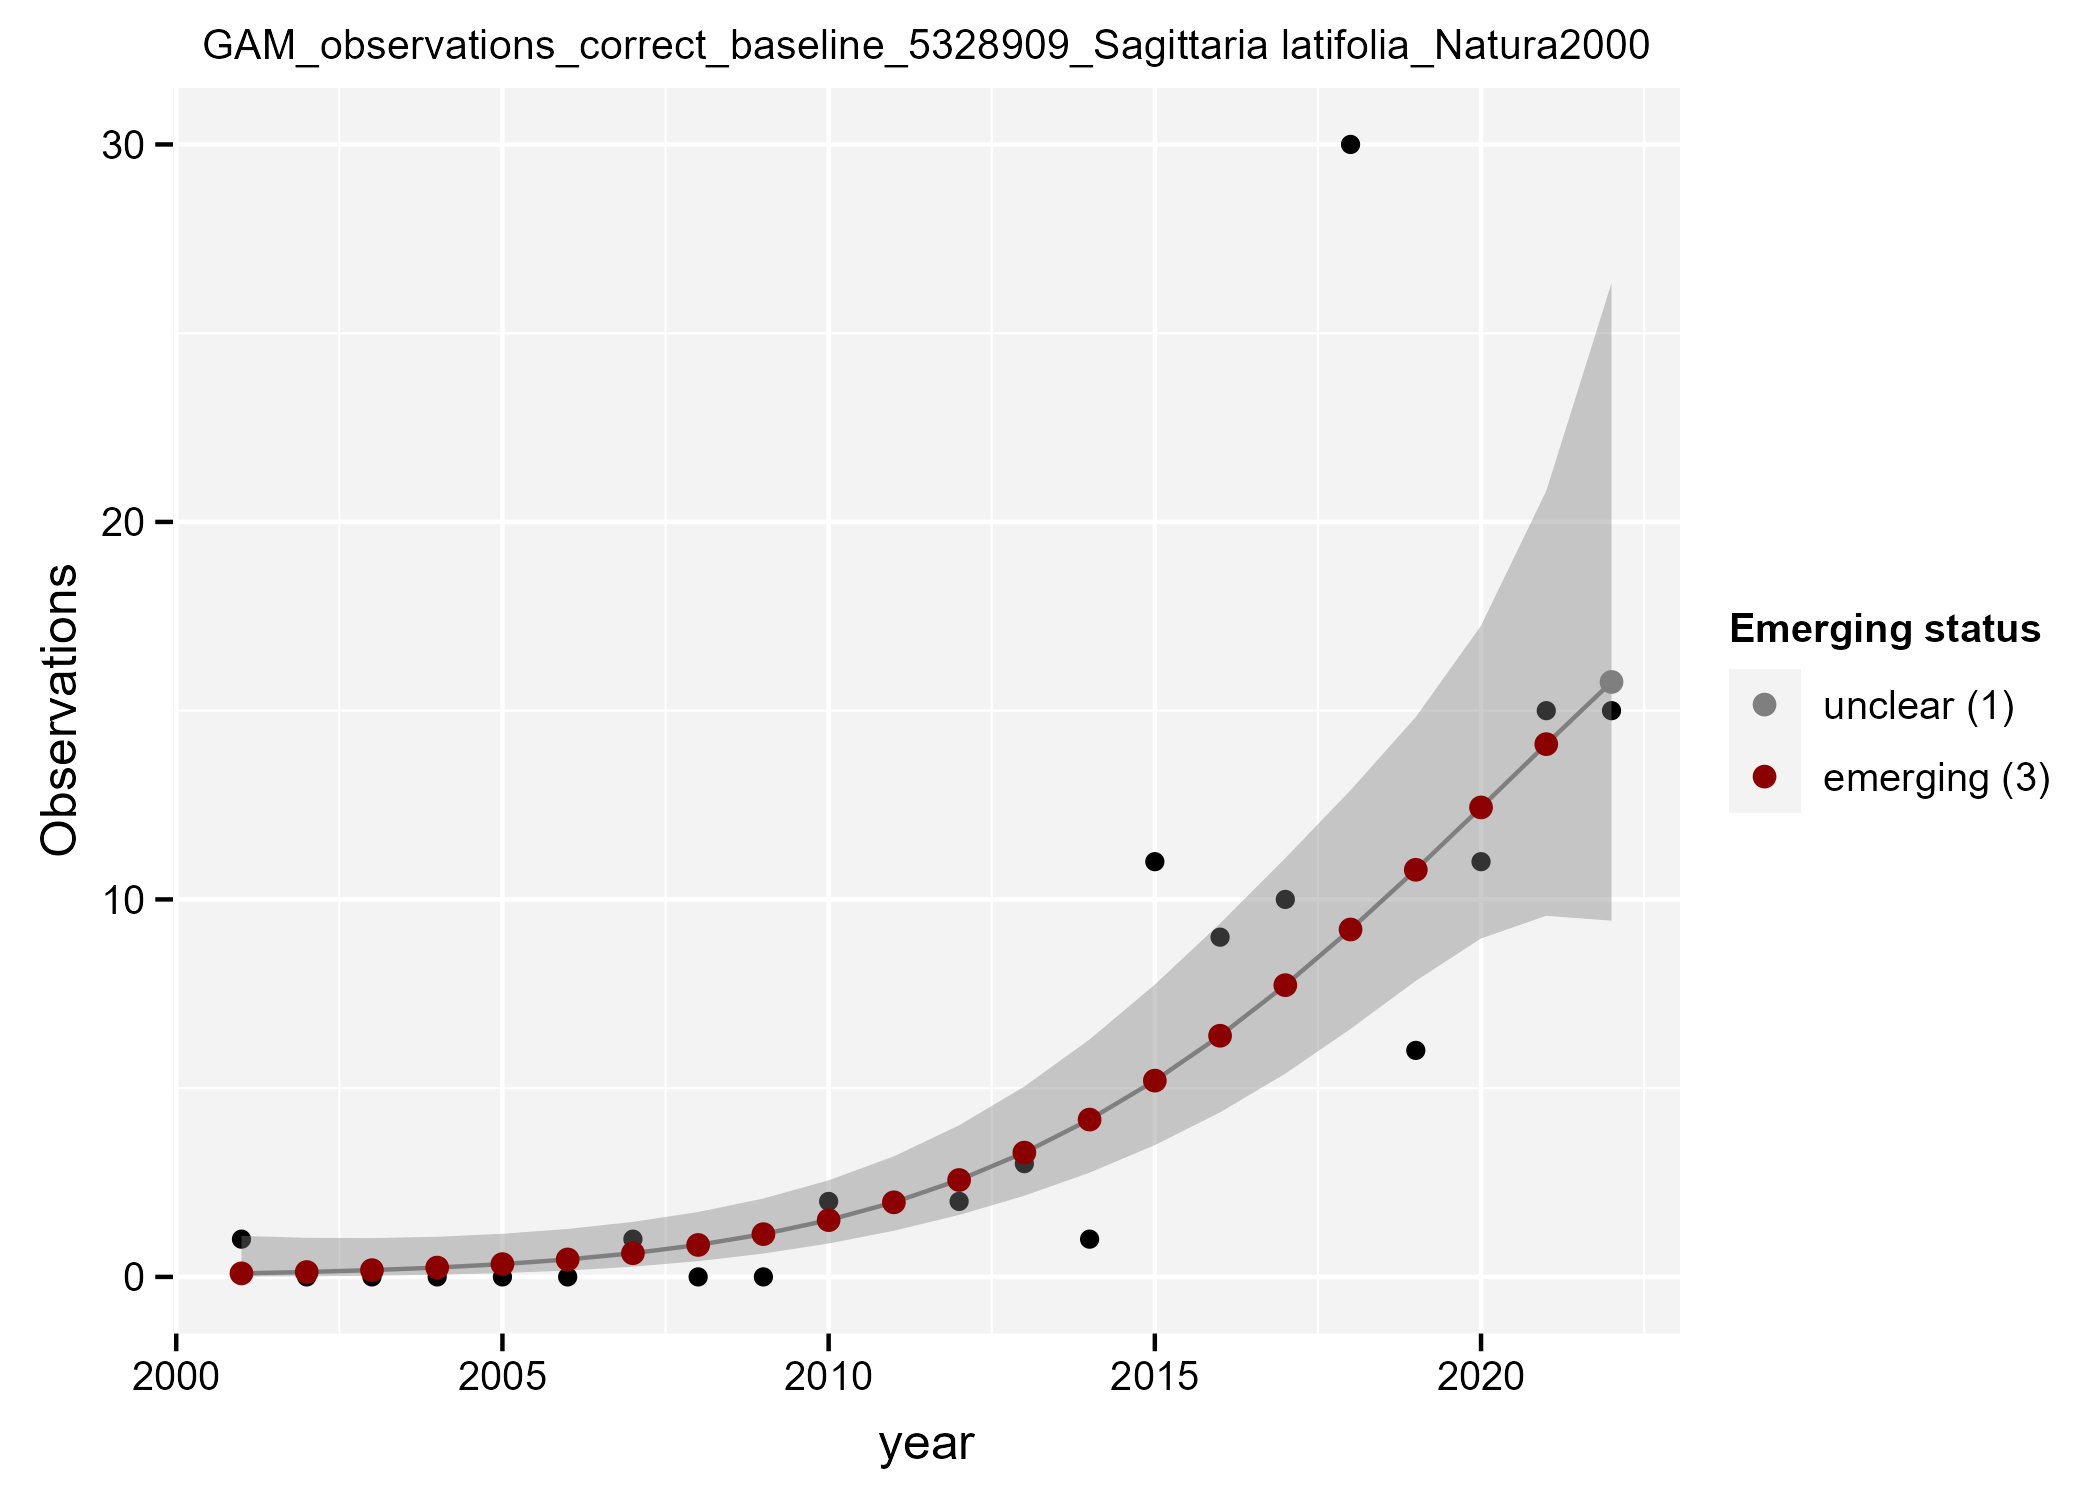 GAM_observations_correct_baseline_5328909_Sagittaria latifolia_Natura2000
30
20
10
0
Observations
2000 2005 2010 2015 2020
year
Emerging status
unclear (1)
emerging (3)